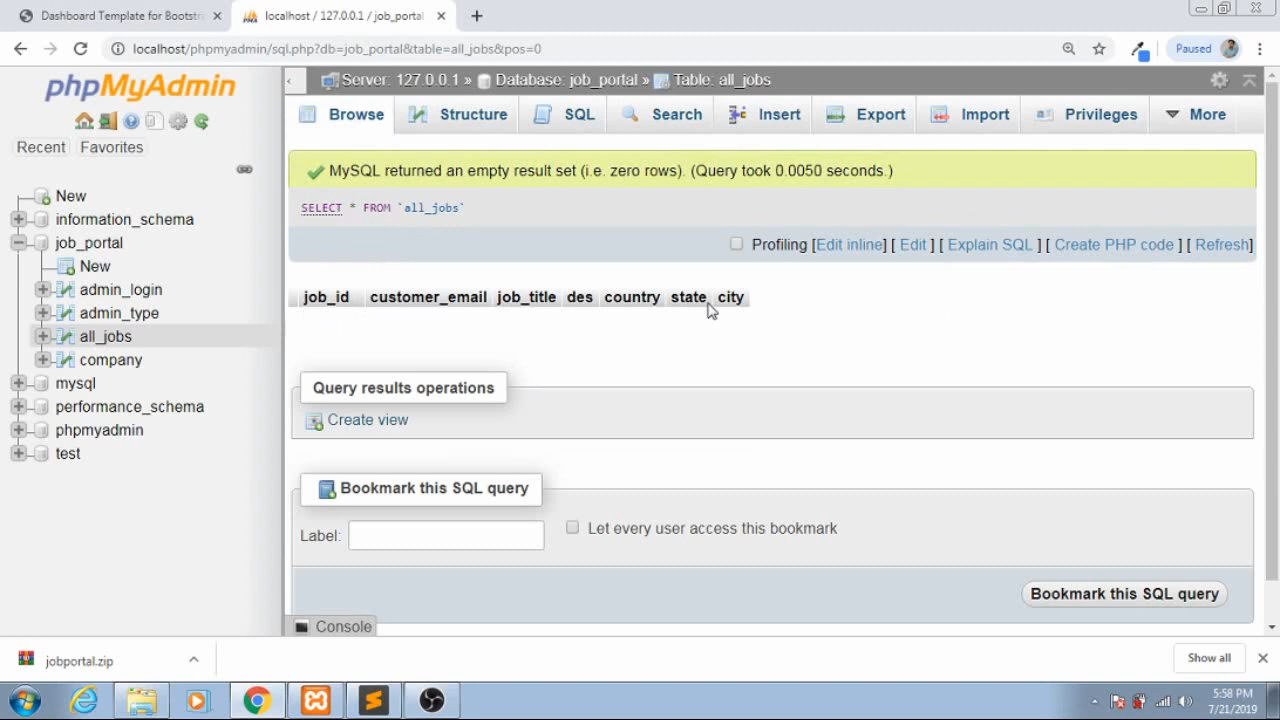 Dashboard Template for Bootstra
localhost / 127.0.0.1 / job_portal
localhost/phpmyadmin/sql.php?db=job_portal&table=all_jobs&pos=0
Paused
phpMyAdmin
Recent
Favorites
New
information_schema
job_portal
New
admin_login
admin_type
all_jobs
company
mysql
performance_schema
phpmyadmin
test
Server: 127.0.0.1 » Database: job_portal » Table: all_jobs
Browse
Structure
SQL
Search
Insert
Export
Import
Privileges
More
MySQL returned an empty result set (i.e. zero rows). (Query took 0.0050 seconds.)
SELECT * FROM `all_jobs`
Profiling [Edit inline] [ Edit ] [ Explain SQL ] [ Create PHP code ] [ Refresh]
job_id customer_email job_title des country state city
Query results operations
Create view
Bookmark this SQL query
Label:
Let every user access this bookmark
Bookmark this SQL query
Console
jobportal.zip
Show all
5:58 PM
7/21/2019